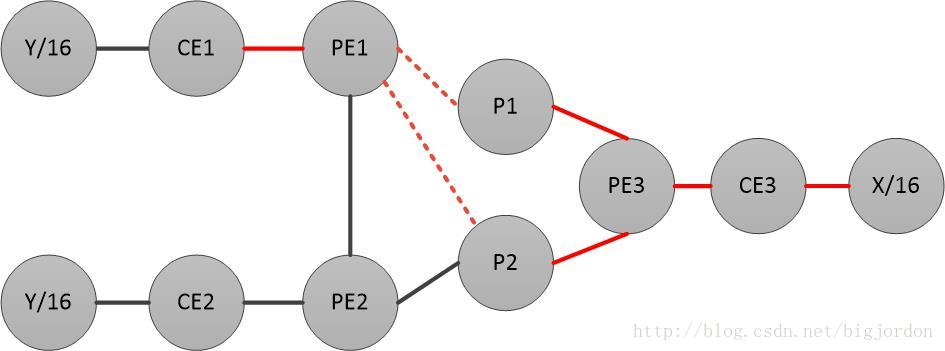 Y/16 CE1 PE1
P1
PE3 CE3 X/16
P2
Y/16 CE2 PE2
http://blog.csdn.net/bigjordon